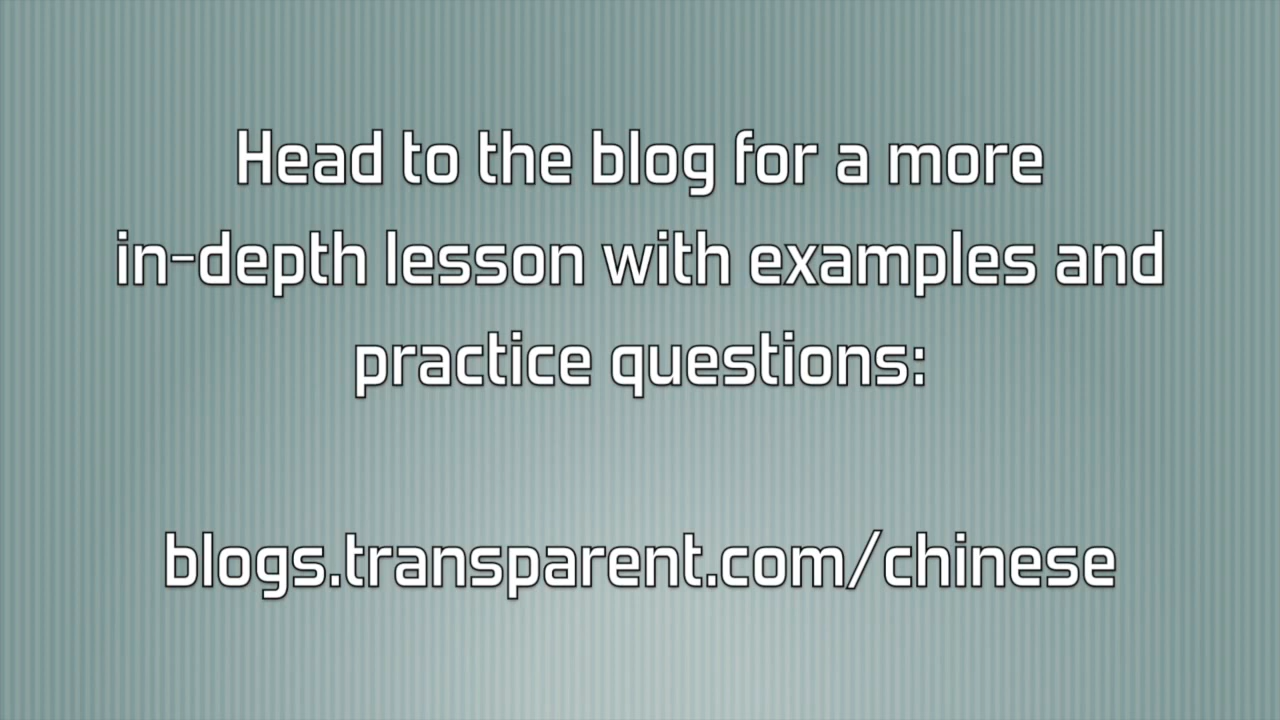 Head to the blog for a more
in-depth lesson with examples and
practice questions:
blogs.transparent.com/chinese